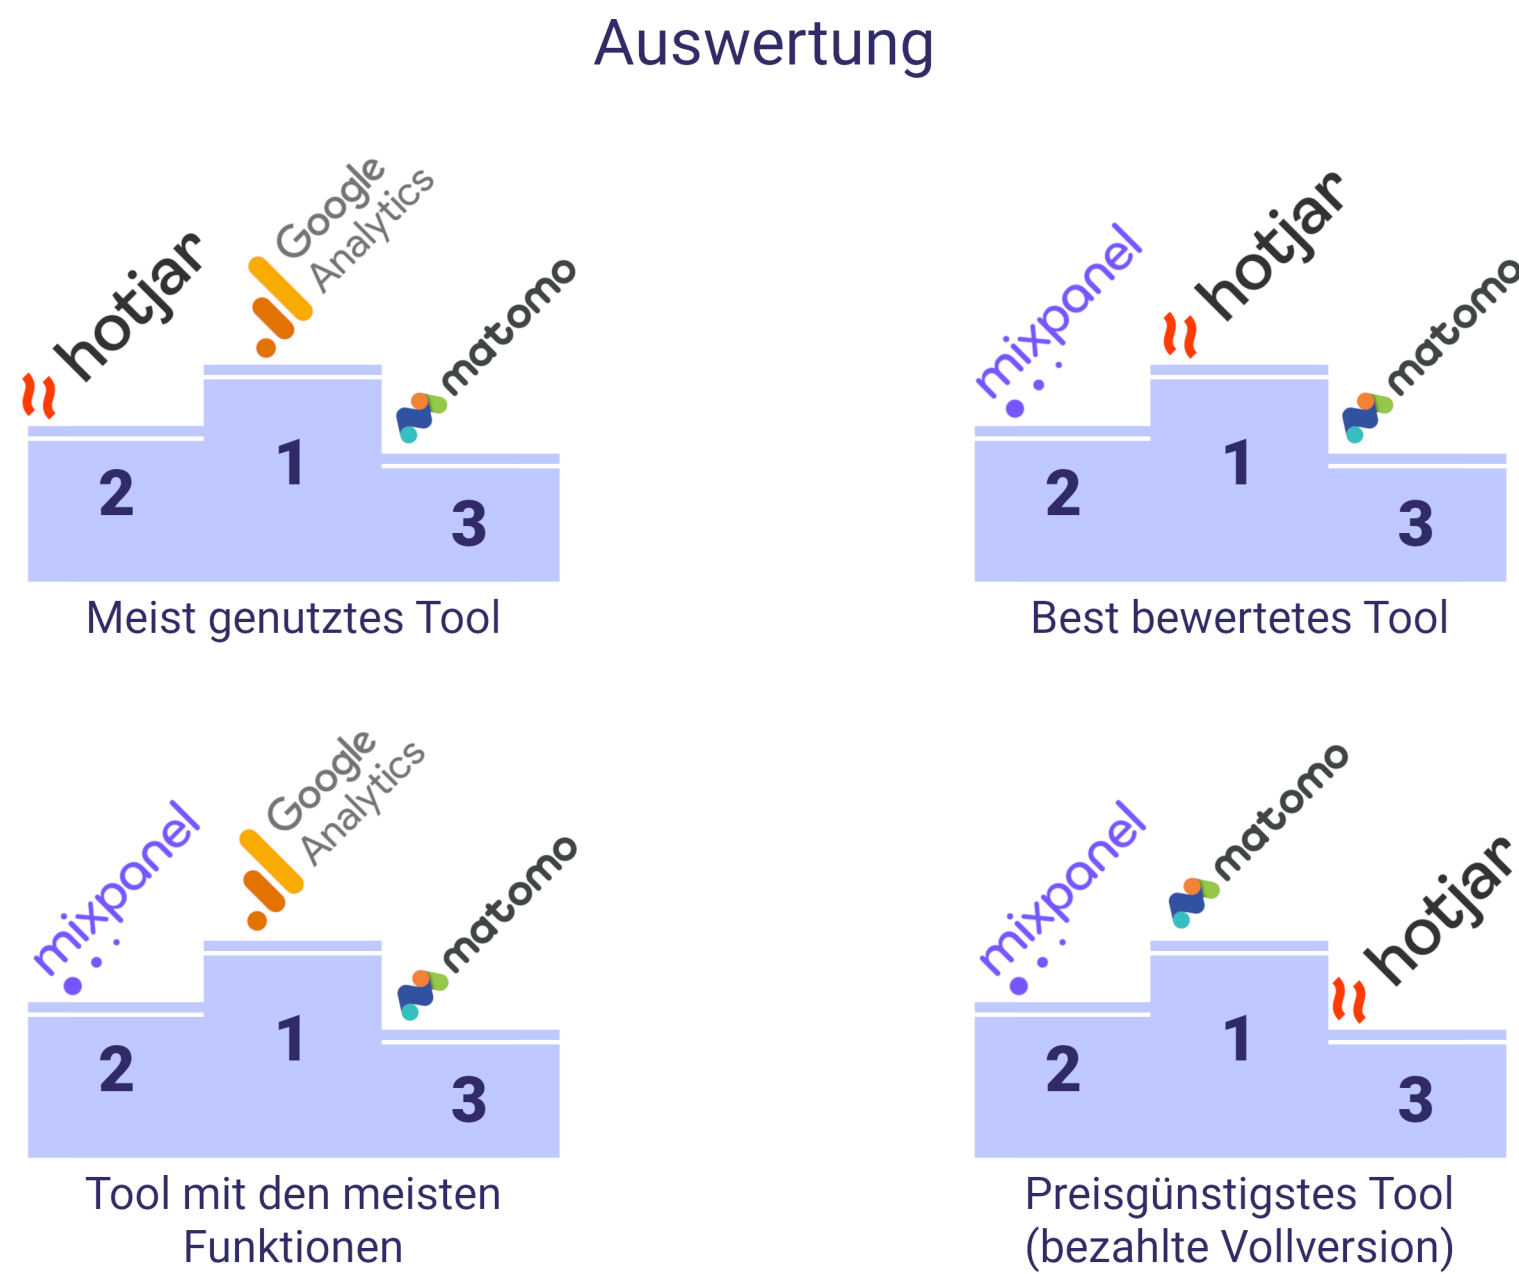 Auswertung
hotjar
Google
Analytics
matomo
2
1
3
Meist genutztes Tool
mixpanel
hotjar
matomo
2
1
3
Best bewertetes Tool
mixpanel
Google
Analytics
matomo
2
1
3
Tool mit den meisten
Funktionen
mixpanel
matomo
hotjar
2
1
3
Preisgünstigstes Tool
(bezahlte Vollversion)